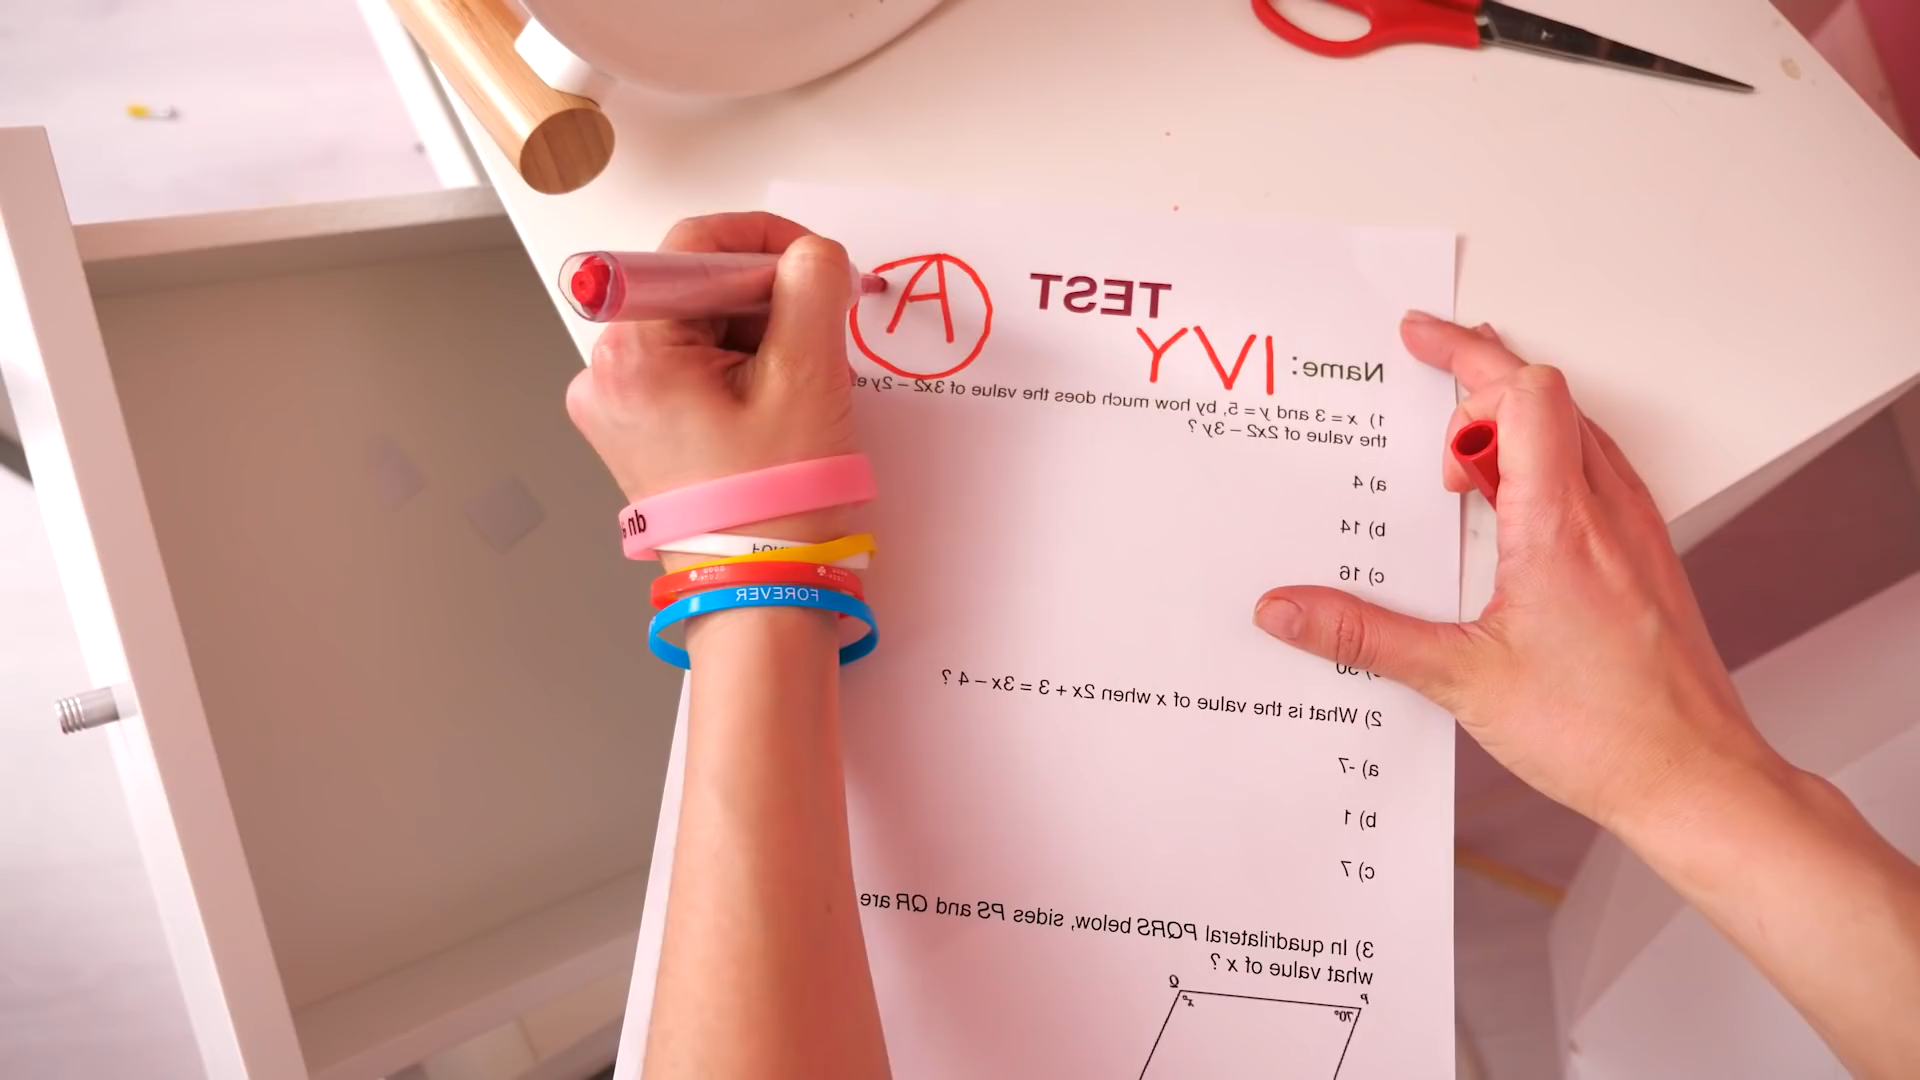 TEST
A
Name: IVY
1) x = 3 and y = 5, by how much does the value of 3x2 – 2y e
the value of 2x2 – 3y ?
a) 4
b) 14
c) 16
2) What is the value of x when 2x + 3 = 3x – 4 ?
a) -7
b) 1
c) 7
3) In quadrilateral PQRS below, sides PS and QR are
what value of x ?
Q P
x° 70°
FOREVER